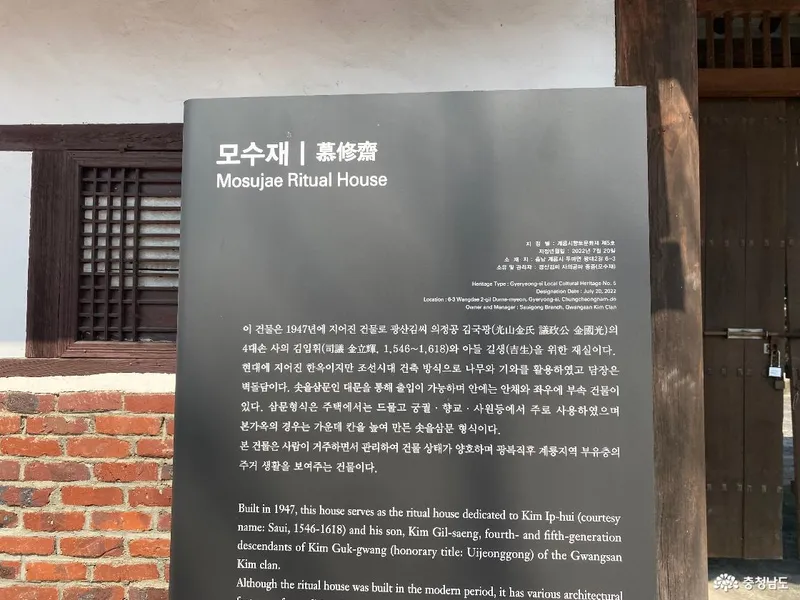 모수재 | 慕修齋
Mosujae Ritual House
지 정 별 : 계룡시향토문화재 제5호
지정년월일 : 2022년 7월 20일
소 재 지 : 충남 계룡시 두마면 왕대2길 6-3
소유 및 관리자 : 광산김씨 사의공파 종중(모수재)
Heritage Type : Gyeryong-si Local Cultural Heritage No. 5
Designation Date : July 20, 2022
Location : 6-3 Wangdae 2-gil Duma-myeon, Gyeryong-si, Chungcheongnam-do
Owner and Manager : Sauigong Branch, Gwangsan Kim Clan
이 건물은 1947년에 지어진 건물로 광산김씨 의정공 김국광(光山金氏 議政公 金國光)의
4대손 사의 김입휘(司議 金立輝, 1,546~1,618)와 아들 길생(吉生)을 위한 재실이다.
현대에 지어진 한옥이지만 조선시대 건축 방식으로 나무와 기와를 활용하였고 담장은
벽돌담이다. 솟을삼문인 대문을 통해 출입이 가능하며 안에는 안채와 좌우에 부속 건물이
있다. 삼문형식은 주택에서는 드물고 궁궐 · 향교 · 사원등에서 주로 사용하였으며
본가옥의 경우는 가운데 칸을 높여 만든 솟을삼문 형식이다.
본 건물은 사람이 거주하면서 관리하여 건물 상태가 양호하며 광복직후 계룡지역 부유층의
주거 생활을 보여주는 건물이다.
Built in 1947, this house serves as the ritual house dedicated to Kim Ip-hui (courtesy
name: Saui, 1546-1618) and his son, Kim Gil-saeng, fourth- and fifth-generation
descendants of Kim Guk-gwang (honorary title: Uijeonggong) of the Gwangsan
Kim clan.
Although the ritual house was built in the modern period, it has various architectural
충청남도